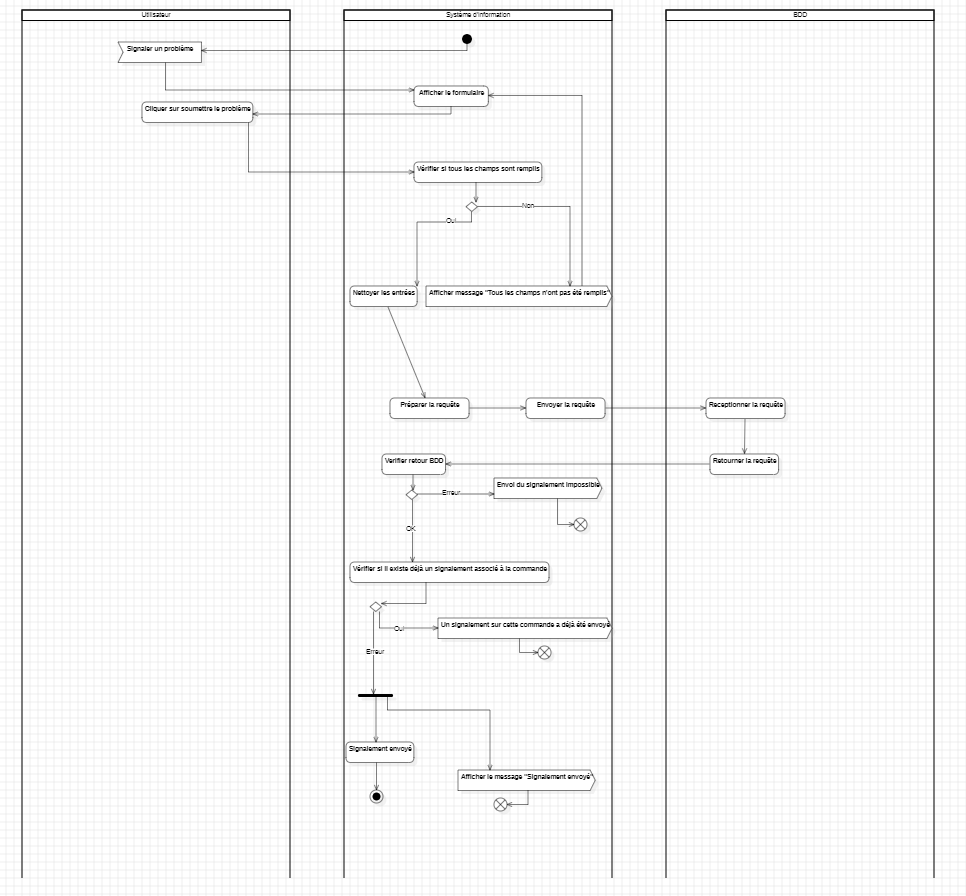 Utilisateur
Système d'information
BDD
Signaler un problème
Afficher le formulaire
Cliquer sur soumettre le problème
Vérifier si tous les champs sont remplis
Non
Oui
Nettoyer les entrées
Afficher message "Tous les champs n'ont pas été remplis"
Préparer la requête
Envoyer la requête
Receptionner la requête
Verifier retour BDD
Retourner la requête
Envoi du signalement impossible
Erreur
OK
Vérifier si il existe déjà un signalement associé à la commande
Un signalement sur cette commande a déjà été envoyé
Oui
Erreur
Signalement envoyé
Afficher le message "Signalement envoyé"